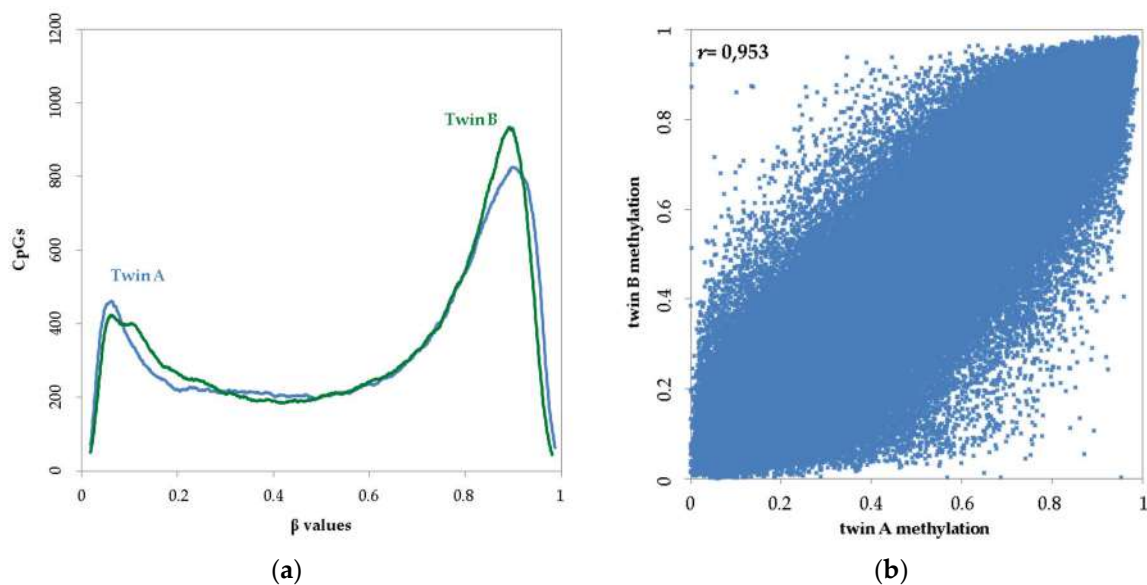 1200
1000
800
600
400
200
0
CpGs
Twin A
Twin B
0 0.2 0.4 0.6 0.8 1
β values
(a)
r= 0,953
1
0.8
0.6
0.4
0.2
0
twin B methylation
0 0.2 0.4 0.6 0.8 1
twin A methylation
(b)